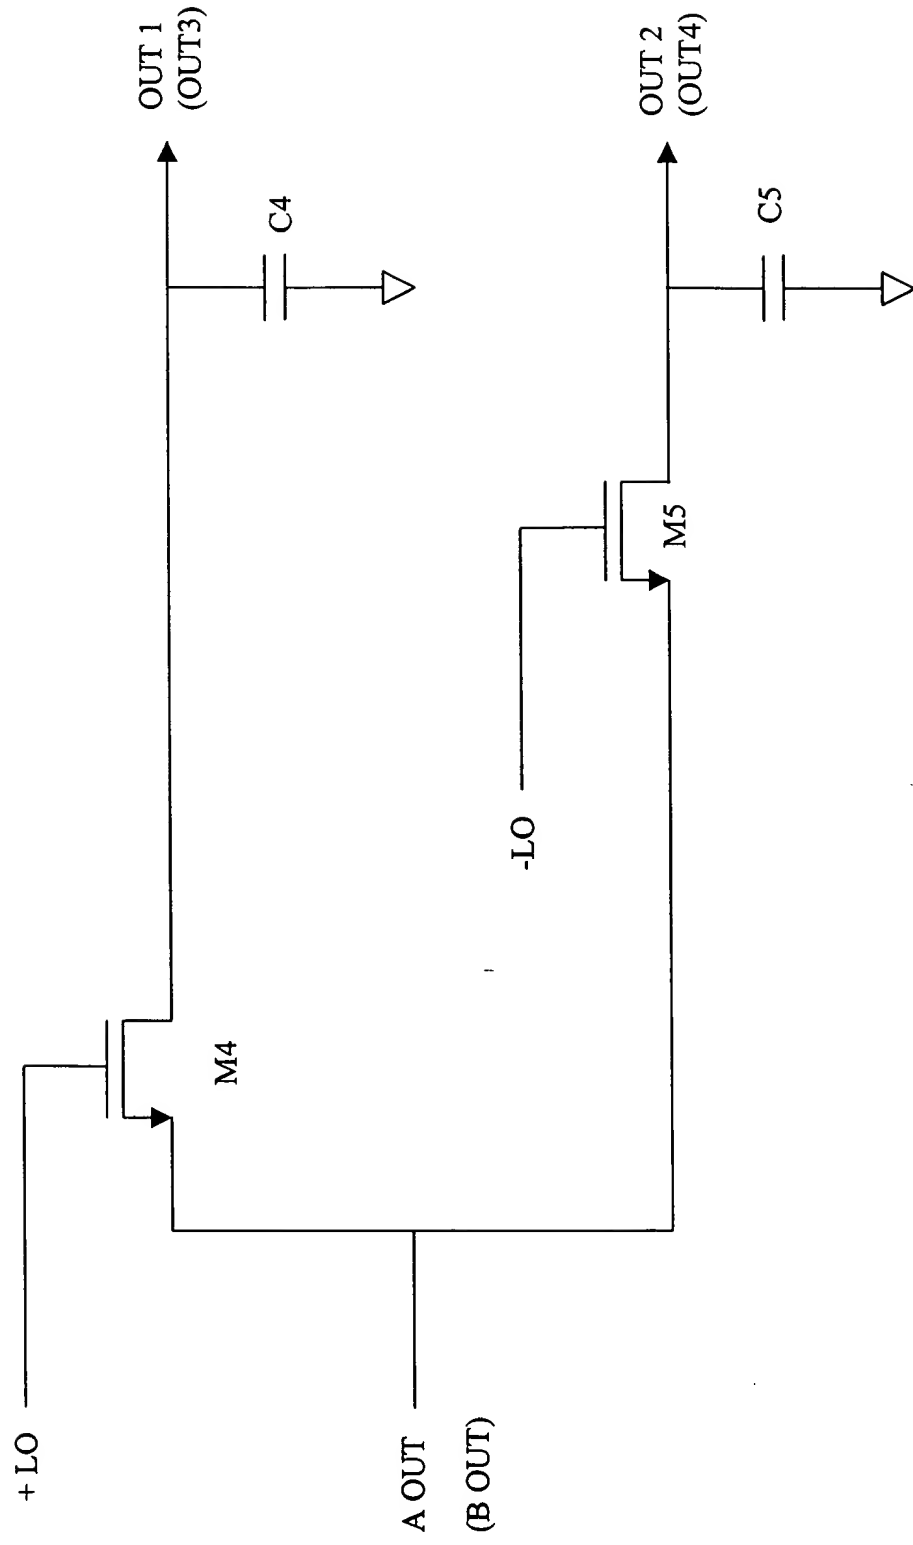 + LO
M4
OUT 1
(OUT3)
C4
A OUT
(B OUT)
-LO
M5
OUT 2
(OUT4)
C5